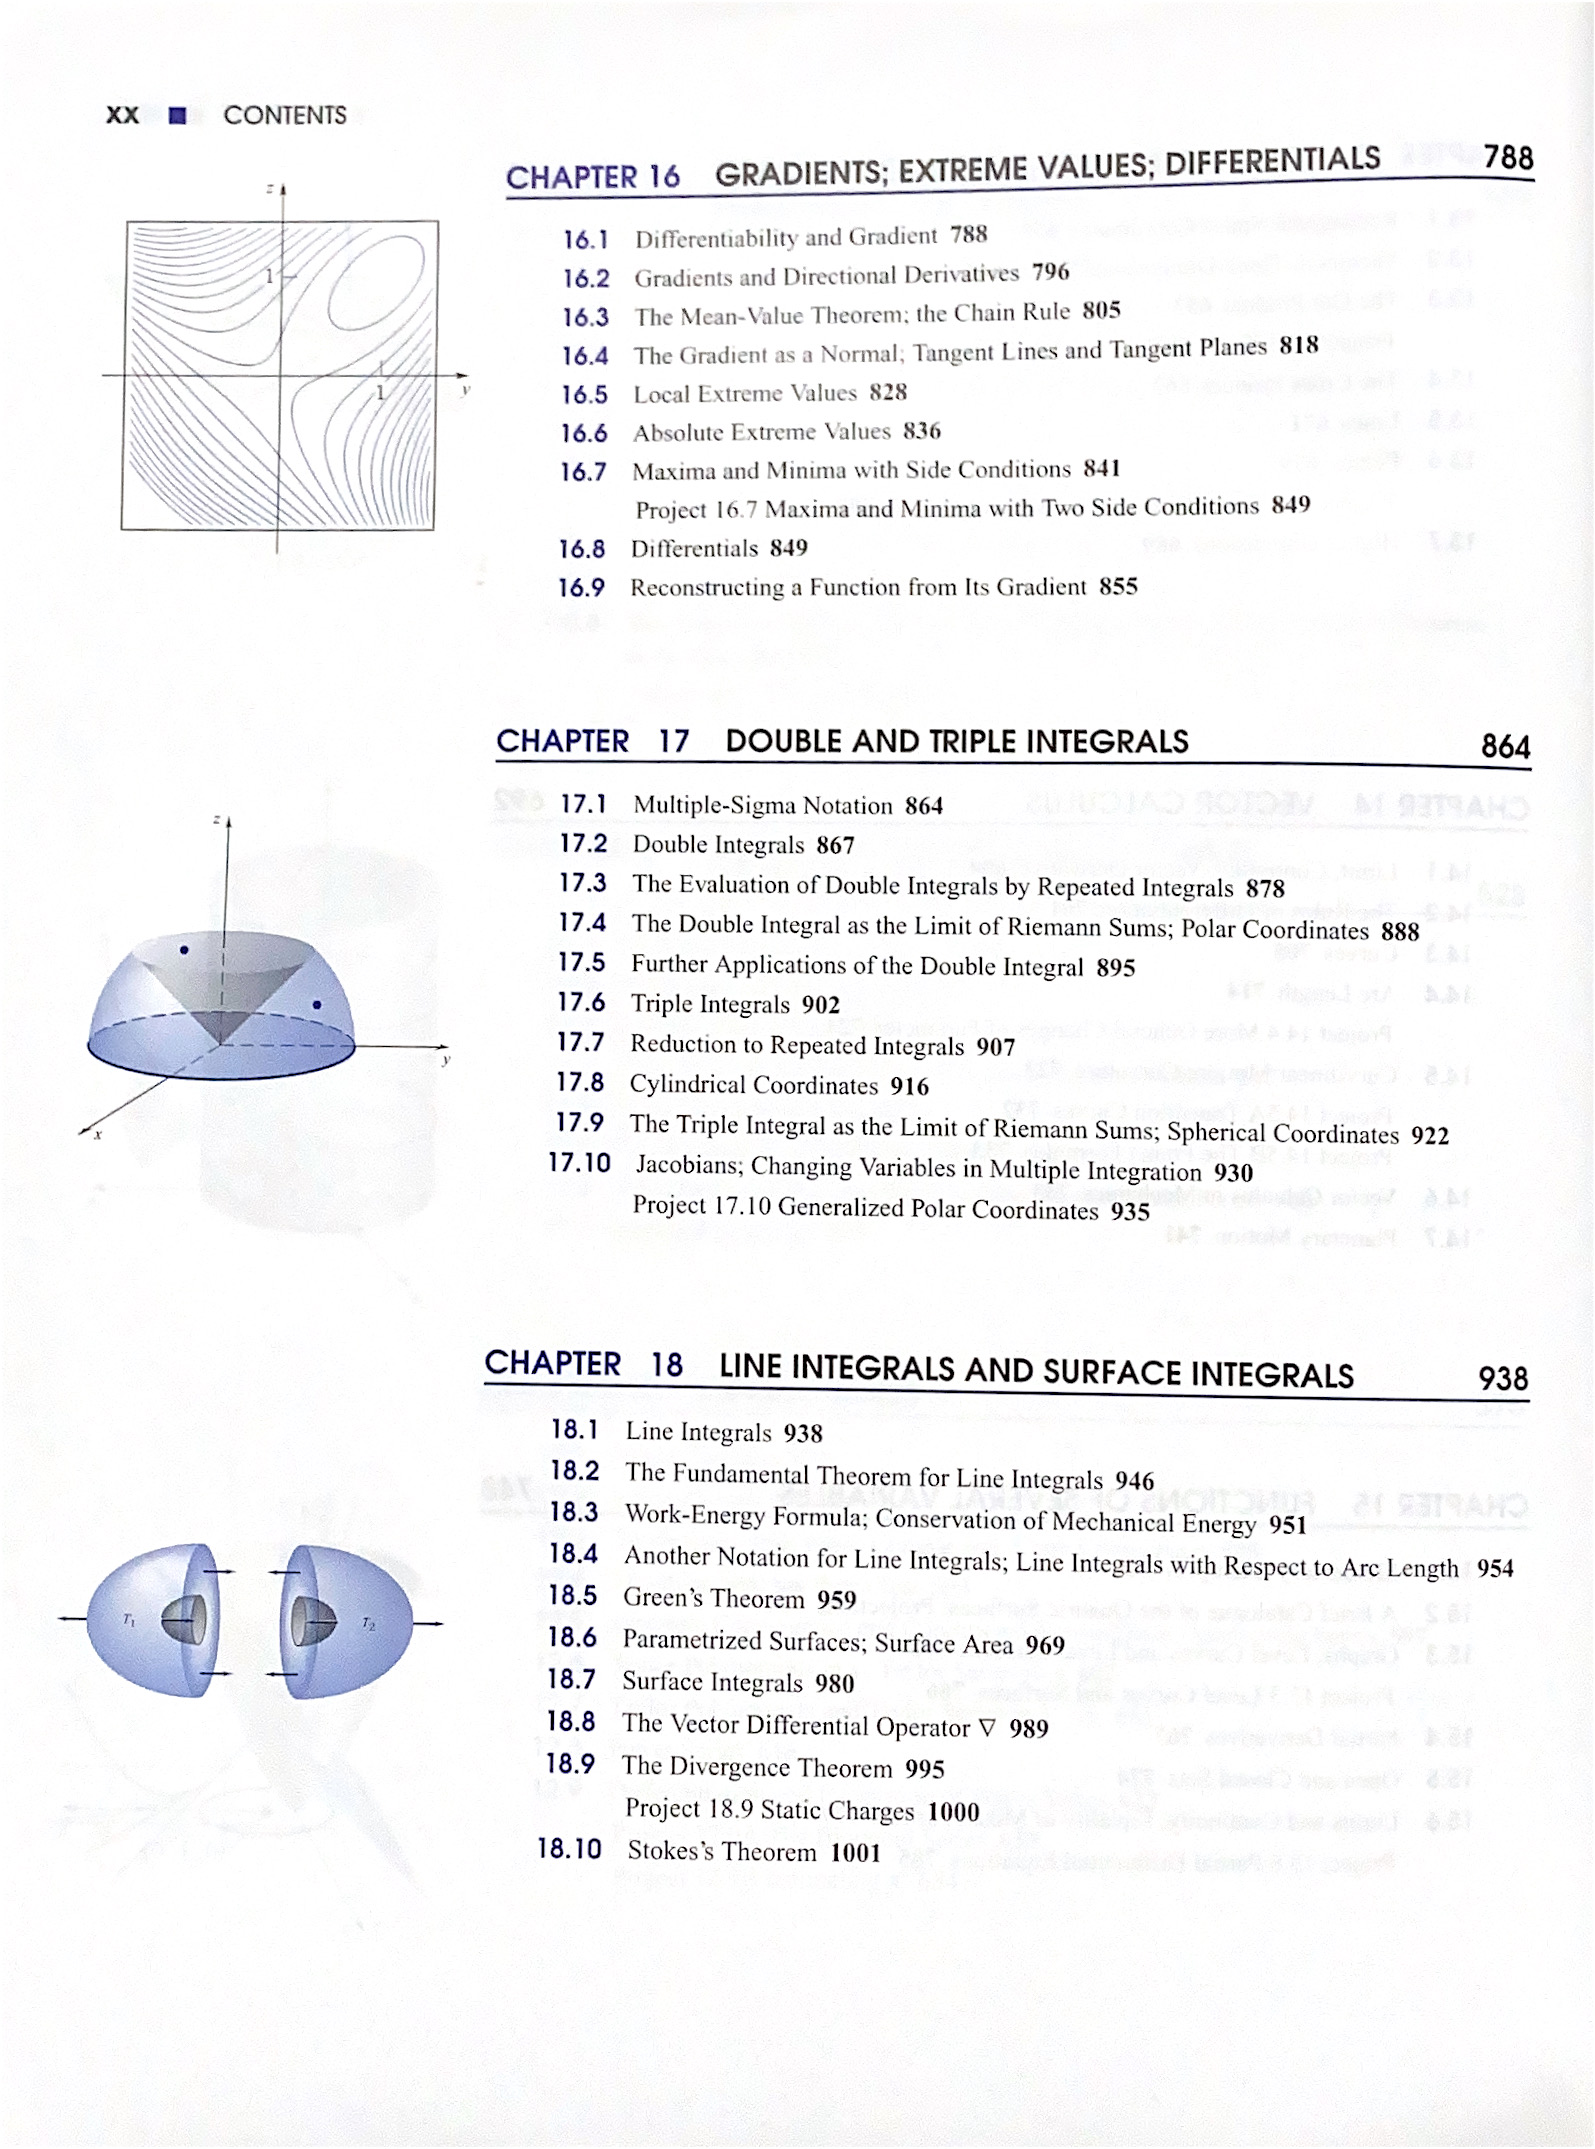 xx ■ CONTENTS
CHAPTER 16 GRADIENTS; EXTREME VALUES; DIFFERENTIALS 788
16.1 Differentiability and Gradient 788
16.2 Gradients and Directional Derivatives 796
16.3 The Mean-Value Theorem; the Chain Rule 805
16.4 The Gradient as a Normal; Tangent Lines and Tangent Planes 818
16.5 Local Extreme Values 828
16.6 Absolute Extreme Values 836
16.7 Maxima and Minima with Side Conditions 841
Project 16.7 Maxima and Minima with Two Side Conditions 849
16.8 Differentials 849
16.9 Reconstructing a Function from Its Gradient 855
z
1
1
y
CHAPTER 17 DOUBLE AND TRIPLE INTEGRALS 864
17.1 Multiple-Sigma Notation 864
17.2 Double Integrals 867
17.3 The Evaluation of Double Integrals by Repeated Integrals 878
17.4 The Double Integral as the Limit of Riemann Sums; Polar Coordinates 888
17.5 Further Applications of the Double Integral 895
17.6 Triple Integrals 902
17.7 Reduction to Repeated Integrals 907
17.8 Cylindrical Coordinates 916
17.9 The Triple Integral as the Limit of Riemann Sums; Spherical Coordinates 922
17.10 Jacobians; Changing Variables in Multiple Integration 930
Project 17.10 Generalized Polar Coordinates 935
z
y
x
CHAPTER 18 LINE INTEGRALS AND SURFACE INTEGRALS 938
18.1 Line Integrals 938
18.2 The Fundamental Theorem for Line Integrals 946
18.3 Work-Energy Formula; Conservation of Mechanical Energy 951
18.4 Another Notation for Line Integrals; Line Integrals with Respect to Arc Length 954
18.5 Green's Theorem 959
18.6 Parametrized Surfaces; Surface Area 969
18.7 Surface Integrals 980
18.8 The Vector Differential Operator ∇ 989
18.9 The Divergence Theorem 995
Project 18.9 Static Charges 1000
18.10 Stokes's Theorem 1001
T₁
T₂